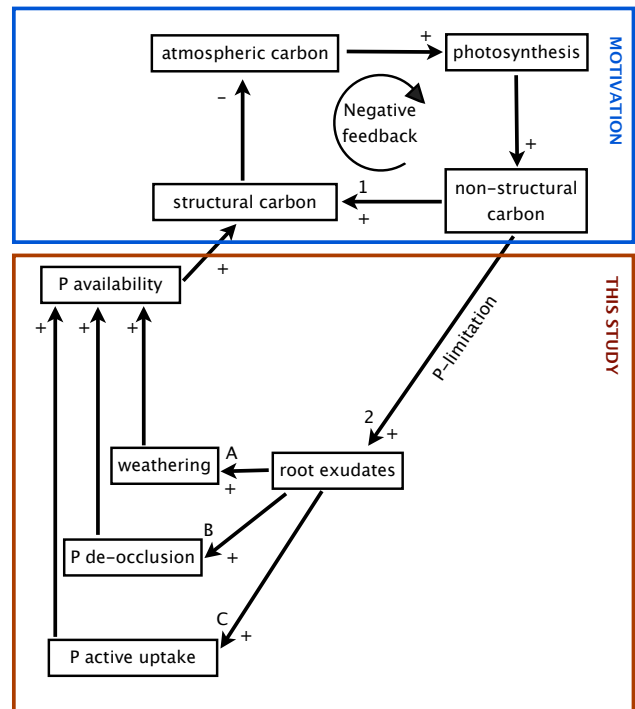 atmospheric carbon
+
photosynthesis
MOTIVATION
–
Negative
feedback
+
structural carbon
1
+
non-structural
carbon
+
P availability
THIS STUDY
P-limitation
+
+
+
2
+
A
weathering
+
root exudates
B
P de-occlusion
+
C
+
P active uptake